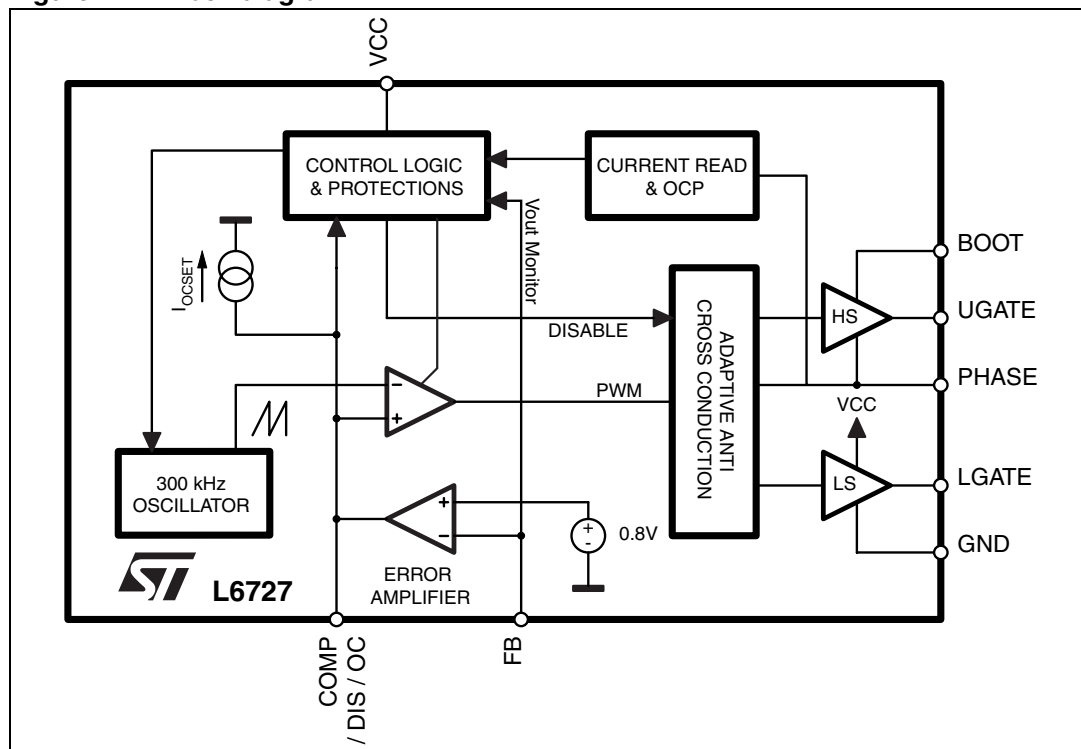 VCC
CONTROL LOGIC
& PROTECTIONS
CURRENT READ
& OCP
Vout Monitor
IOCSET
BOOT
HS
UGATE
DISABLE
ADAPTIVE ANTI
CROSS CONDUCTION
PHASE
–
+
PWM
VCC
300 kHz
OSCILLATOR
LS
LGATE
+
–
+
-
0.8V
GND
ST
L6727
ERROR
AMPLIFIER
COMP
/ DIS / OC
FB